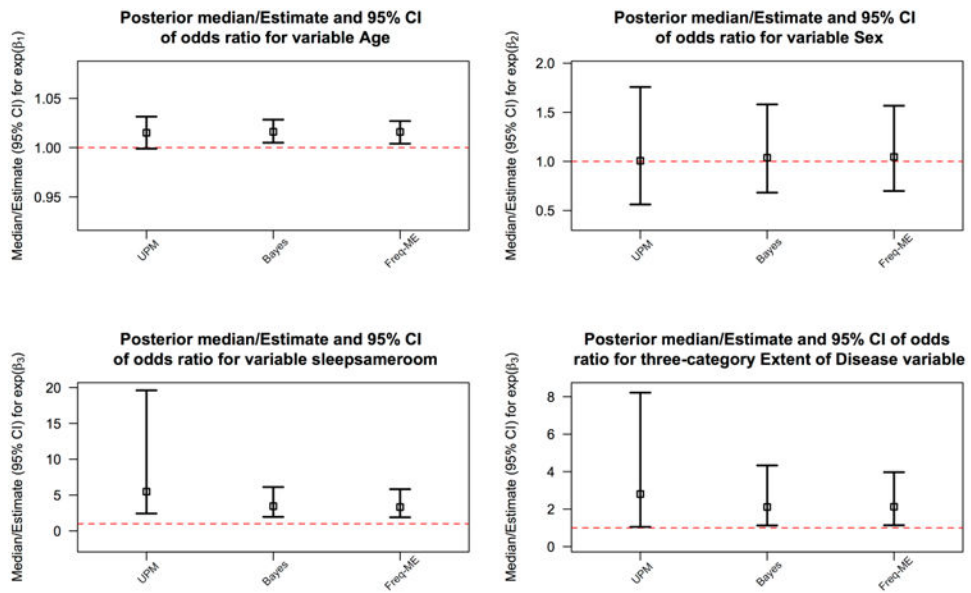 Posterior median/Estimate and 95% CI
of odds ratio for variable Age
Median/Estimate (95% CI) for exp(β₁)
1.05
1.00
0.95
UPM
Bayes
Freq-ME
Posterior median/Estimate and 95% CI
of odds ratio for variable Sex
Median/Estimate (95% CI) for exp(β₂)
2.0
1.5
1.0
0.5
UPM
Bayes
Freq-ME
Posterior median/Estimate and 95% CI
of odds ratio for variable sleepsameroom
Median/Estimate (95% CI) for exp(β₃)
20
15
10
5
0
UPM
Bayes
Freq-ME
Posterior median/Estimate and 95% CI of odds
ratio for three-category Extent of Disease variable
Median/Estimate (95% CI) for exp(β₃)
8
6
4
2
0
UPM
Bayes
Freq-ME